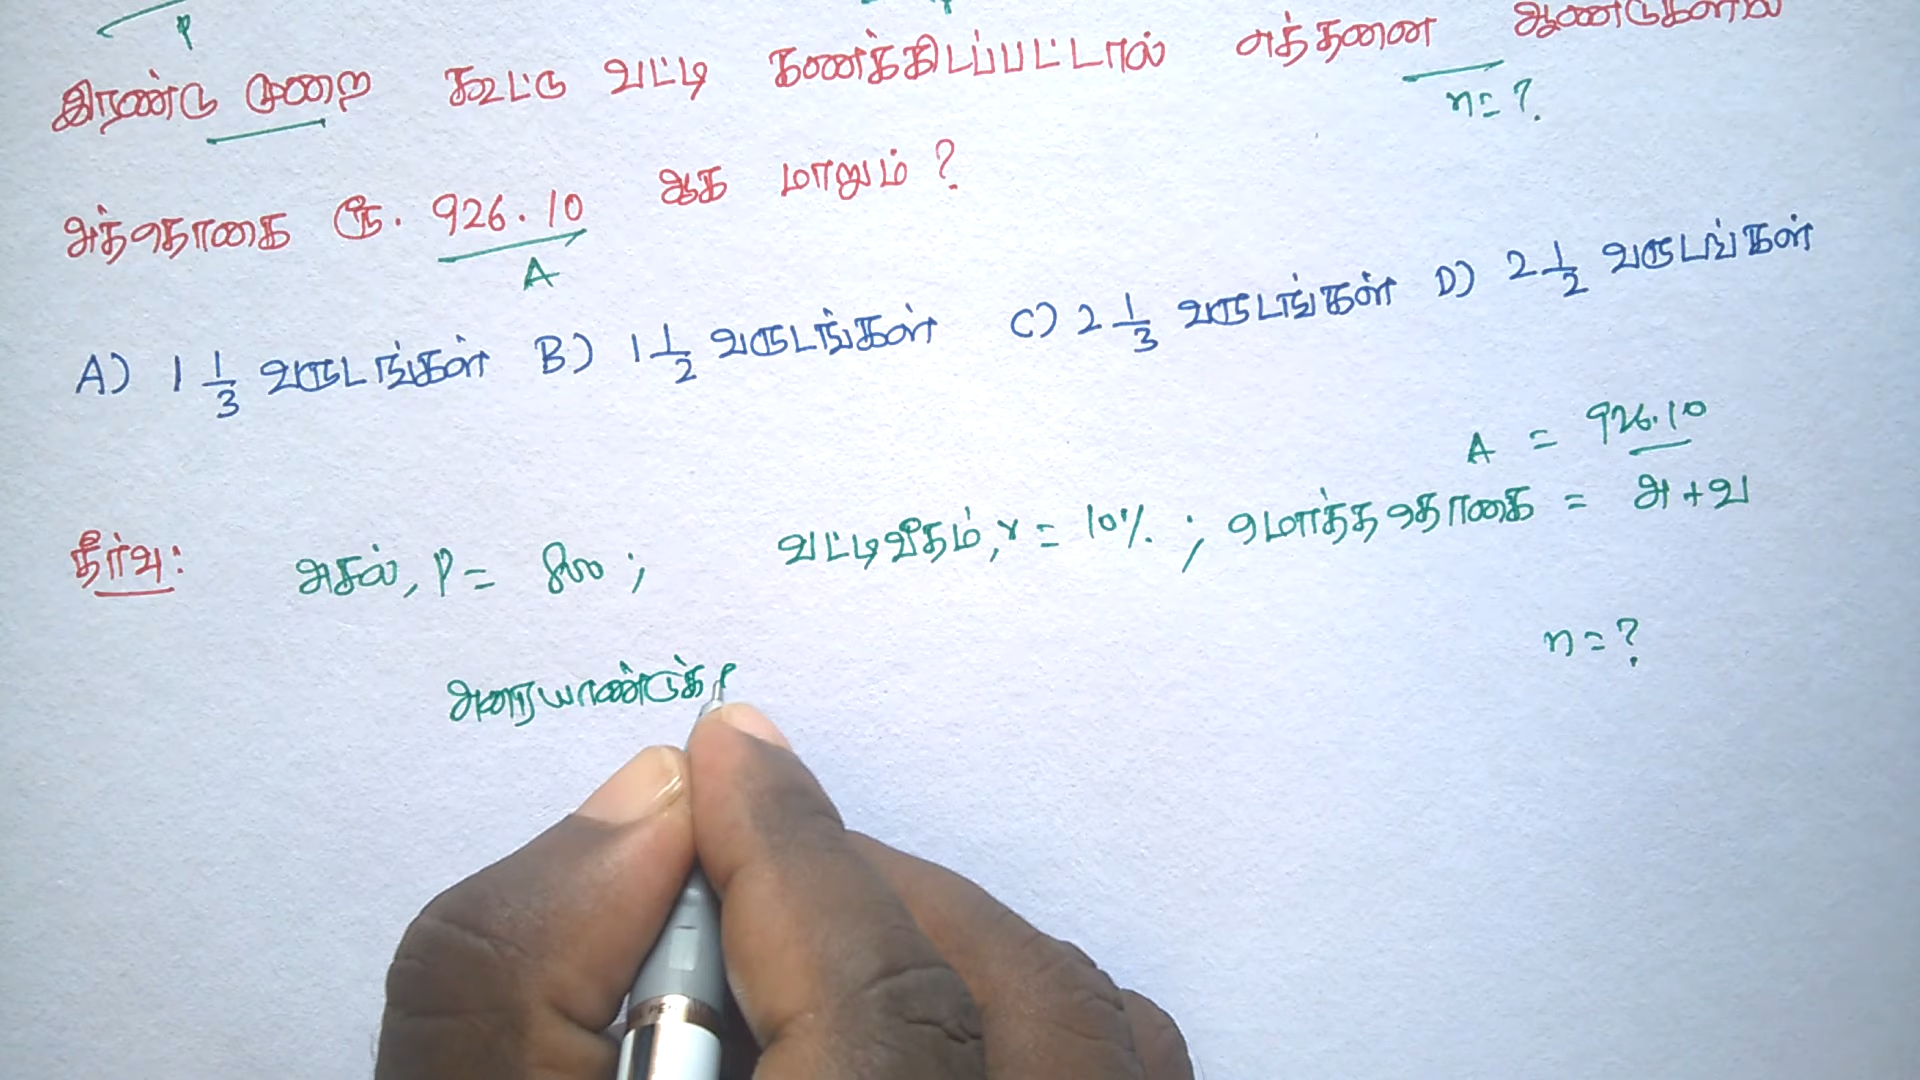 P
இரண்டு முறை கூட்டு வட்டி கணக்கிடப்பட்டால் எத்தனை ஆண்டுகளில்
n = ?
அத்தொகை ரூ. 926.10 ஆக மாறும் ?
A
A) 1 1/3 வருடங்கள் B) 1 1/2 வருடங்கள் C) 2 1/3 வருடங்கள் D) 2 1/2 வருடங்கள்
A = 926.10
தீர்வு: அசல், P = 800 ; வட்டிவீதம், r = 10% ; மொத்த தொகை = அ + வ
n = ?
அரையாண்டுக்